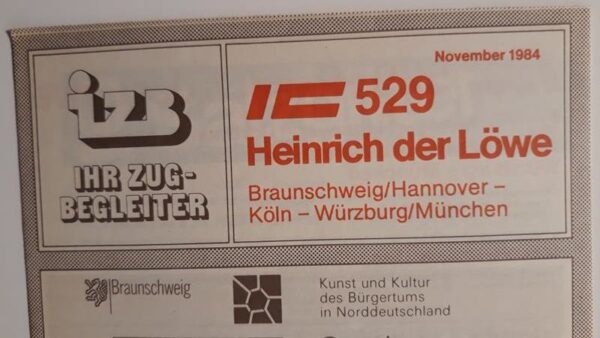 izb
IHR ZUG-
BEGLEITER
November 1984
IC 529
Heinrich der Löwe
Braunschweig/Hannover –
Köln – Würzburg/München
Braunschweig
Kunst und Kultur
des Bürgertums
in Norddeutschland